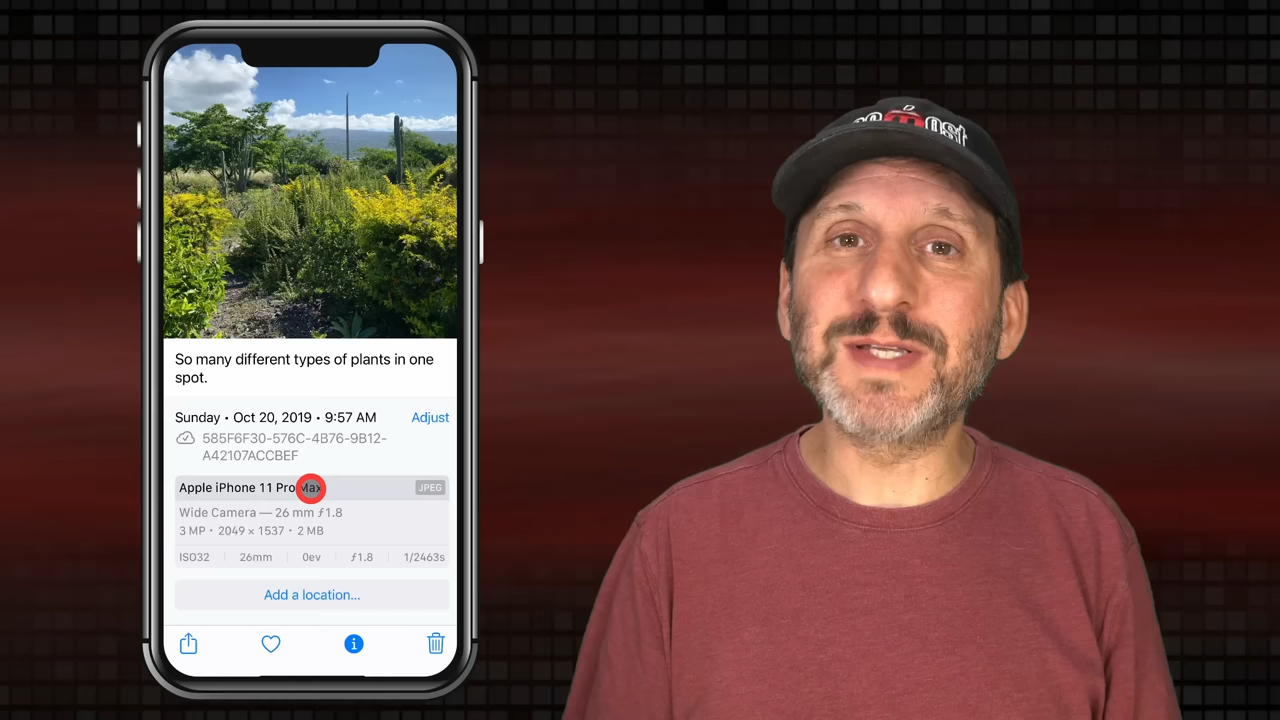 So many different types of plants in one
spot.
Sunday • Oct 20, 2019 • 9:57 AM
Adjust
585F6F30-576C-4B76-9B12-
A42107ACCBEF
Apple iPhone 11 Pro Max
JPEG
Wide Camera — 26 mm ƒ1.8
3 MP • 2049 × 1537 • 2 MB
ISO32 26mm 0ev ƒ1.8 1/2463s
Add a location...